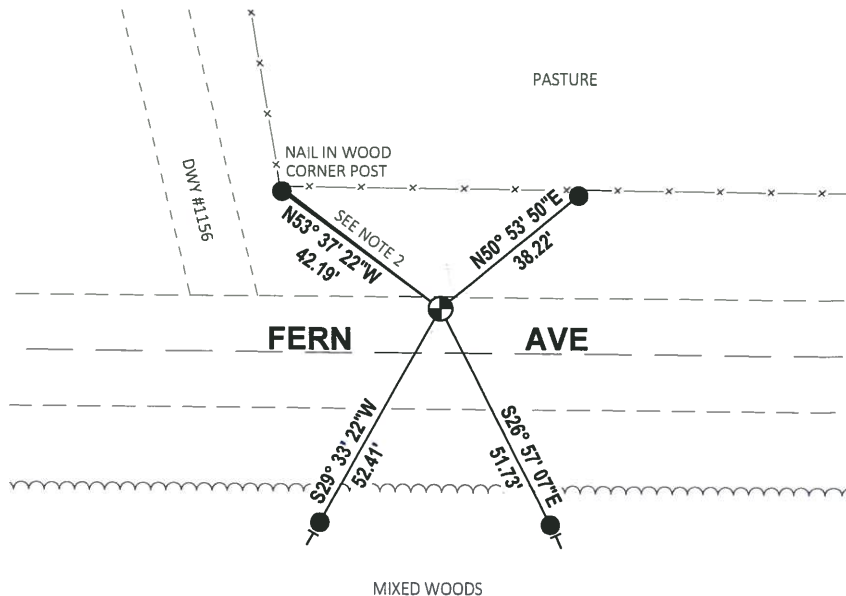 PASTURE
NAIL IN WOOD
CORNER POST
DWY #1156
SEE NOTE 2
N53° 37' 22"W
42.19'
N50° 53' 50"E
38.22'
FERN AVE
S29° 33' 22"W
52.41'
S26° 57' 07"E
51.73'
MIXED WOODS